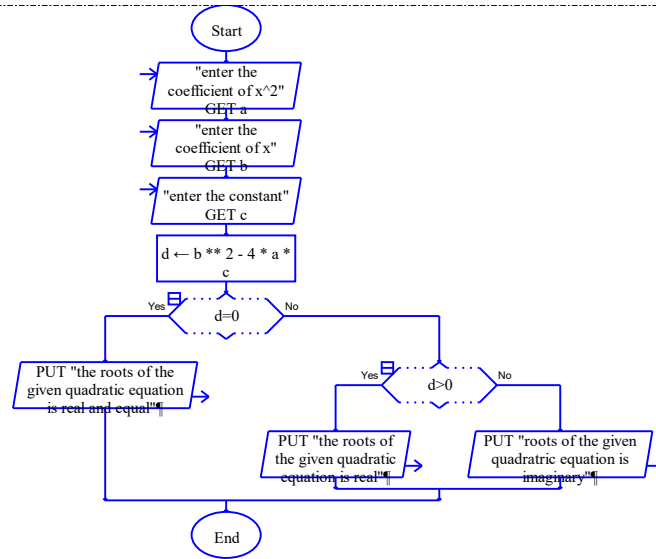 Start
"enter the
coefficient of x^2"
GET a
"enter the
coefficient of x"
GET b
"enter the constant"
GET c
d ← b ** 2 - 4 * a *
c
Yes
d=0
No
PUT "the roots of the
given quadratic equation
is real and equal"¶
Yes
d>0
No
PUT "the roots of
the given quadratic
equation is real"¶
PUT "roots of the given
quadratric equation is
imaginary"¶
End